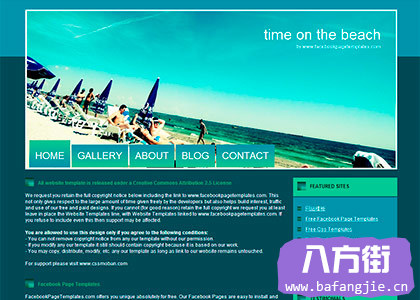 time on the beach
by www.facebookpagetemplates.com
HOME
GALLERY
ABOUT
BLOG
CONTACT
All website template is released under a Creative Commons Attribution 2.5 License
We request you retain the full copyright notice below including the link to www.facebookpagetemplates.com. This
not only gives respect to the large amount of time given freely by the developers but also helps build interest, traffic
and use of our free and paid designs. If you cannot (for good reason) retain the full copyright we request you at least
leave in place the Website Templates line, with Website Templates linked to www.facebookpagetemplates.com. If
you refuse to include even this then support may be affected.
You are allowed to use this design only if you agree to the following conditions:
- You can not remove copyright notice from any our template without our permission.
- If you modify any our template it still should contain copyright because it is based on our work.
- You may copy, distribute, modify, etc. any our template as long as link to our website remains untouched.
For support please visit www.cssmoban.com
Facebook Page Templates
FacebookPageTemplates.com offers you unique absolutely for free. Our Facebook Pages are easy to install and
FEATURED SITES
Free Facebook Page Templates
Free Css Templates
八方街
www.bafangjie.cn